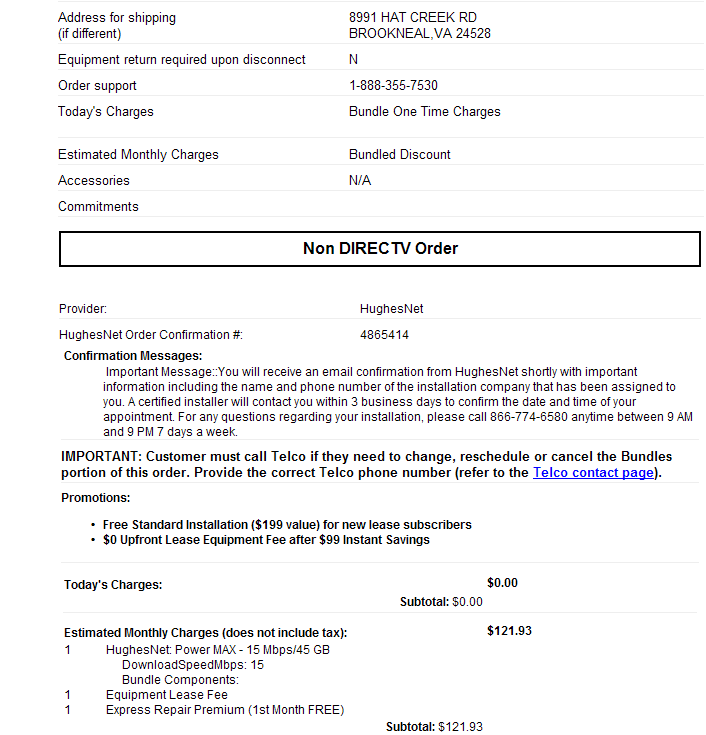 Address for shipping 8991 HAT CREEK RD
(if different) BROOKNEAL,VA 24528
Equipment return required upon disconnect N
Order support 1-888-355-7530
Today's Charges Bundle One Time Charges
Estimated Monthly Charges Bundled Discount
Accessories N/A
Commitments
Non DIRECTV Order
Provider: HughesNet
HughesNet Order Confirmation #: 4865414
Confirmation Messages:
Important Message::You will receive an email confirmation from HughesNet shortly with important
information including the name and phone number of the installation company that has been assigned to
you. A certified installer will contact you within 3 business days to confirm the date and time of your
appointment. For any questions regarding your installation, please call 866-774-6580 anytime between 9 AM
and 9 PM 7 days a week.
IMPORTANT: Customer must call Telco if they need to change, reschedule or cancel the Bundles
portion of this order. Provide the correct Telco phone number (refer to the Telco contact page).
Promotions:
• Free Standard Installation ($199 value) for new lease subscribers
• $0 Upfront Lease Equipment Fee after $99 Instant Savings
Today's Charges: $0.00
Subtotal: $0.00
Estimated Monthly Charges (does not include tax): $121.93
1 HughesNet: Power MAX - 15 Mbps/45 GB
DownloadSpeedMbps: 15
Bundle Components:
1 Equipment Lease Fee
1 Express Repair Premium (1st Month FREE)
Subtotal: $121.93